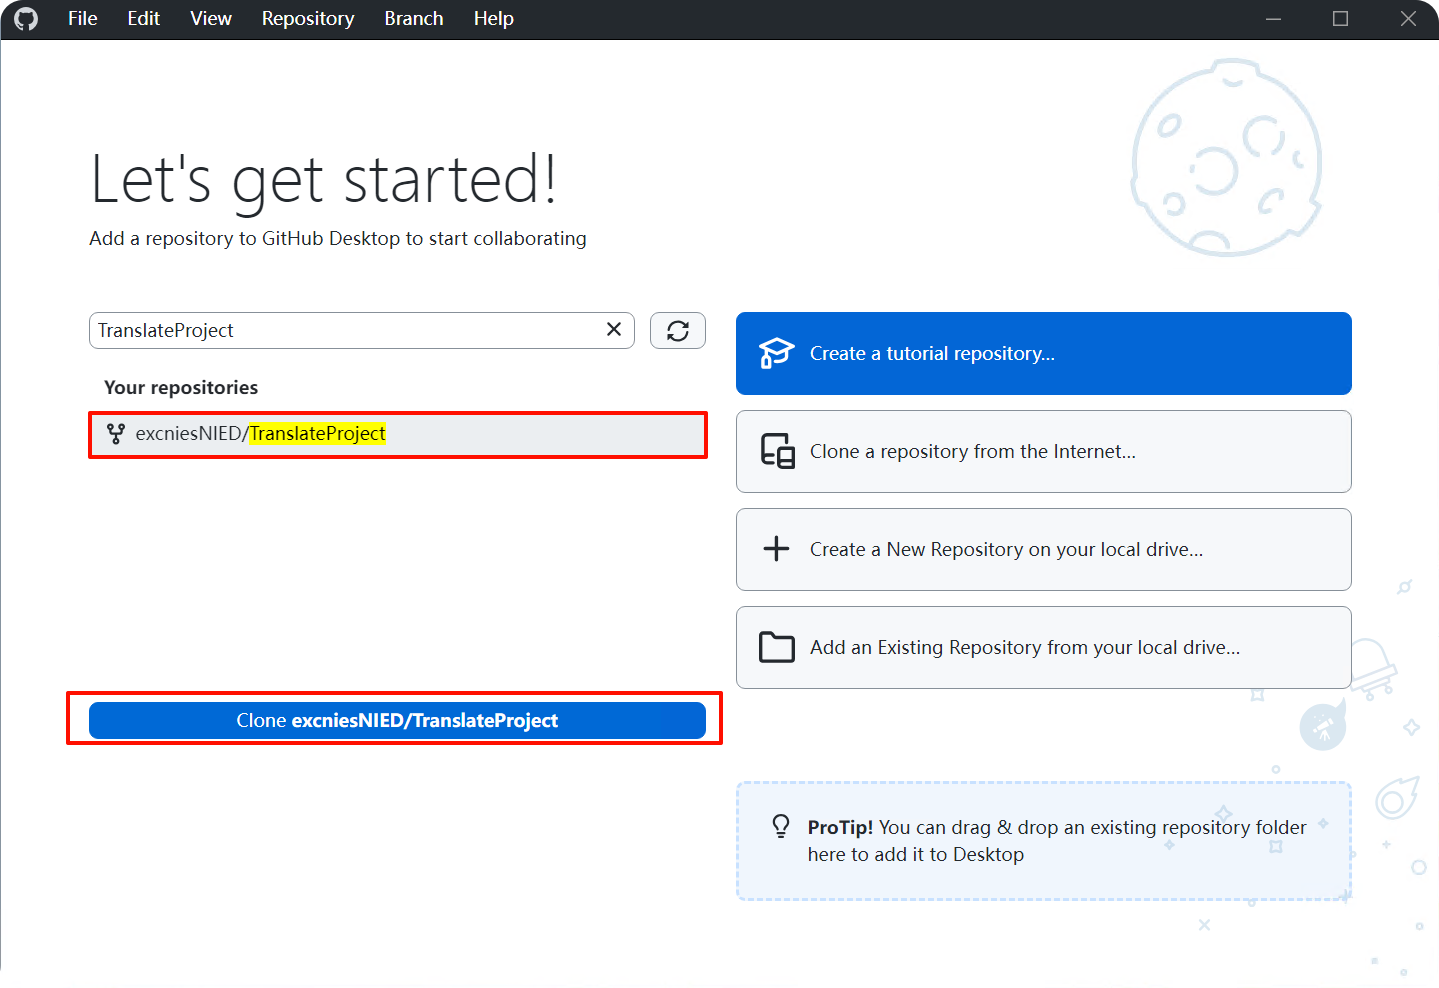 File Edit View Repository Branch Help
Let's get started!
Add a repository to GitHub Desktop to start collaborating
TranslateProject
Your repositories
excniesNIED/TranslateProject
Clone excniesNIED/TranslateProject
Create a tutorial repository...
Clone a repository from the Internet...
Create a New Repository on your local drive...
Add an Existing Repository from your local drive...
ProTip! You can drag & drop an existing repository folder
here to add it to Desktop